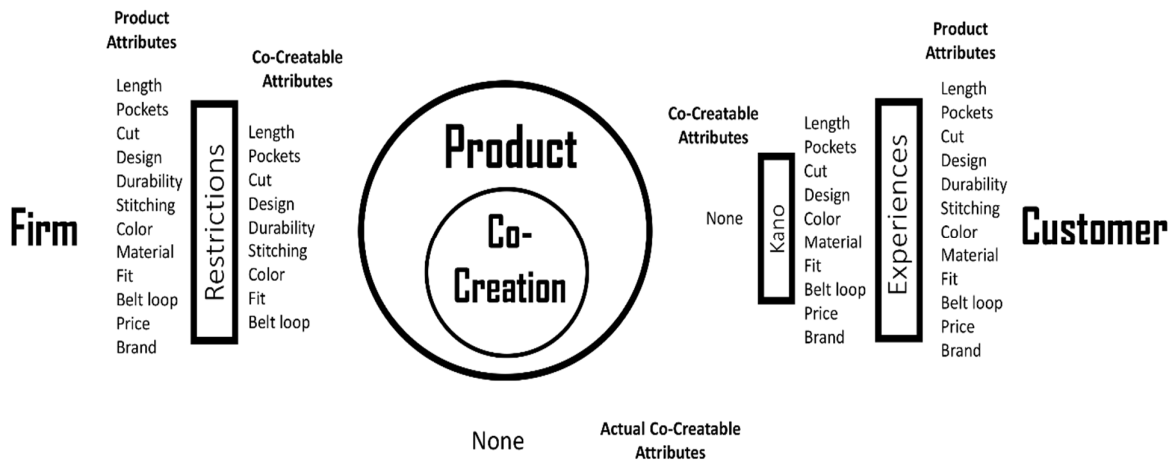 Product
Attributes
Length
Pockets
Cut
Design
Durability
Stitching
Color
Material
Fit
Belt loop
Price
Brand
Firm
Restrictions
Co-Creatable
Attributes
Length
Pockets
Cut
Design
Durability
Stitching
Color
Fit
Belt loop
Product
Co-
Creation
None
Actual Co-Creatable
Attributes
Co-Creatable
Attributes
None
Kano
Length
Pockets
Cut
Design
Color
Material
Fit
Belt loop
Price
Brand
Experiences
Product
Attributes
Length
Pockets
Cut
Design
Durability
Stitching
Color
Material
Fit
Belt loop
Price
Brand
Customer